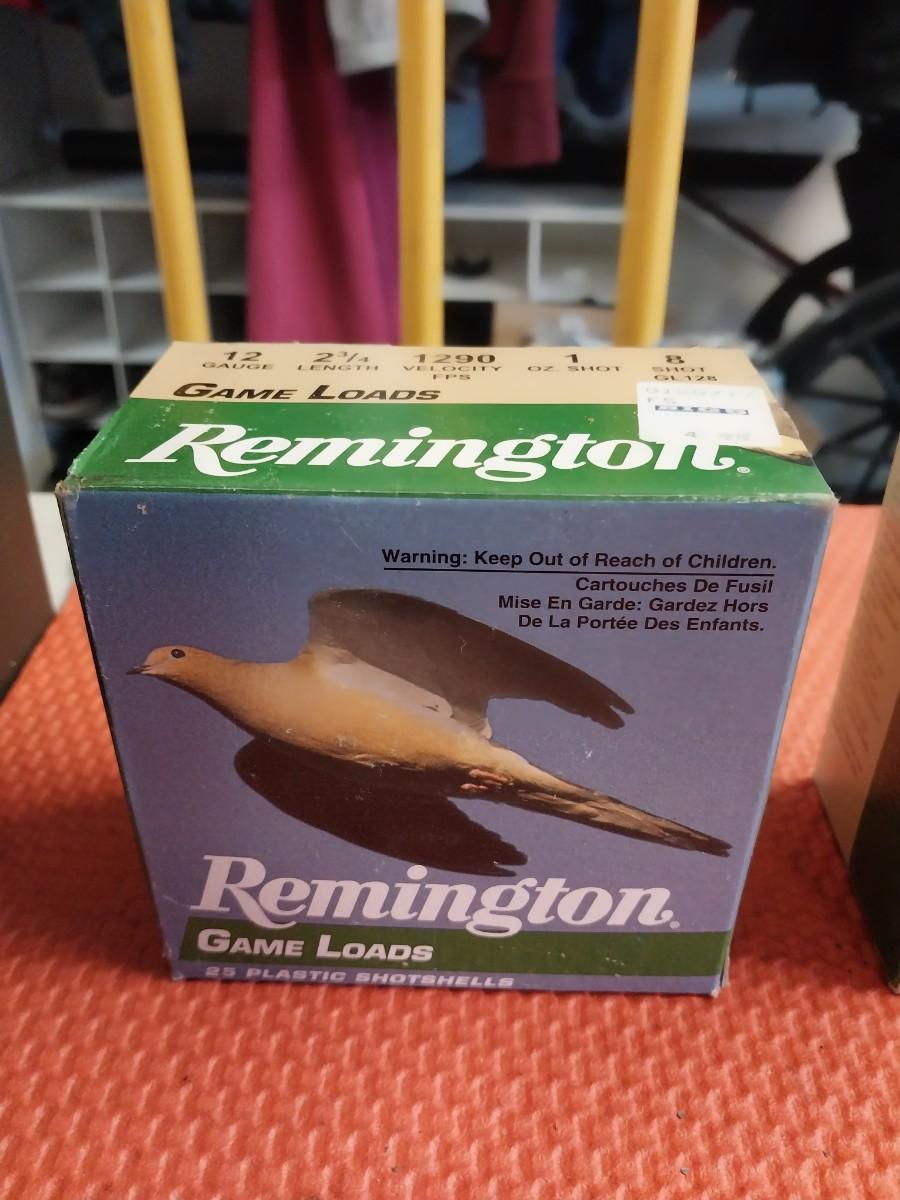 12 2¾ 1290 1 8
GAUGE LENGTH VELOCITY OZ. SHOT SHOT
FPS GL128
GAME LOADS
Remington®
Warning: Keep Out of Reach of Children.
Cartouches De Fusil
Mise En Garde: Gardez Hors
De La Portée Des Enfants.
Remington®
GAME LOADS
25 PLASTIC SHOTSHELLS